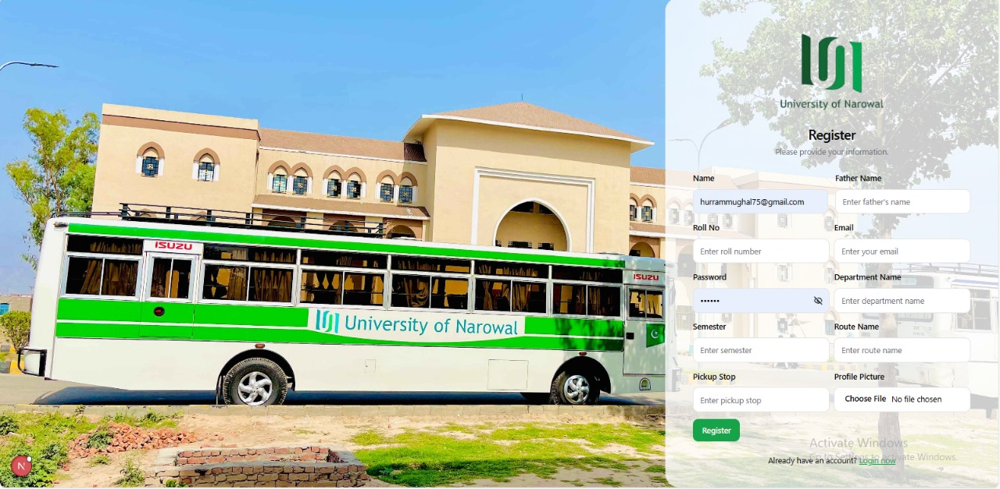 ISUZU
ISUZU
University of Narowal
University of Narowal
Register
Please provide your information.
Name
Father Name
hurrammughal75@gmail.com
Enter father's name
Roll No
Email
Enter roll number
Enter your email
Password
Department Name
••••••
Enter department name
Semester
Route Name
Enter semester
Enter route name
Pickup Stop
Profile Picture
Enter pickup stop
Choose File No file chosen
Register
Activate Windows
Go to Settings to activate Windows.
Already have an account? Login now
N